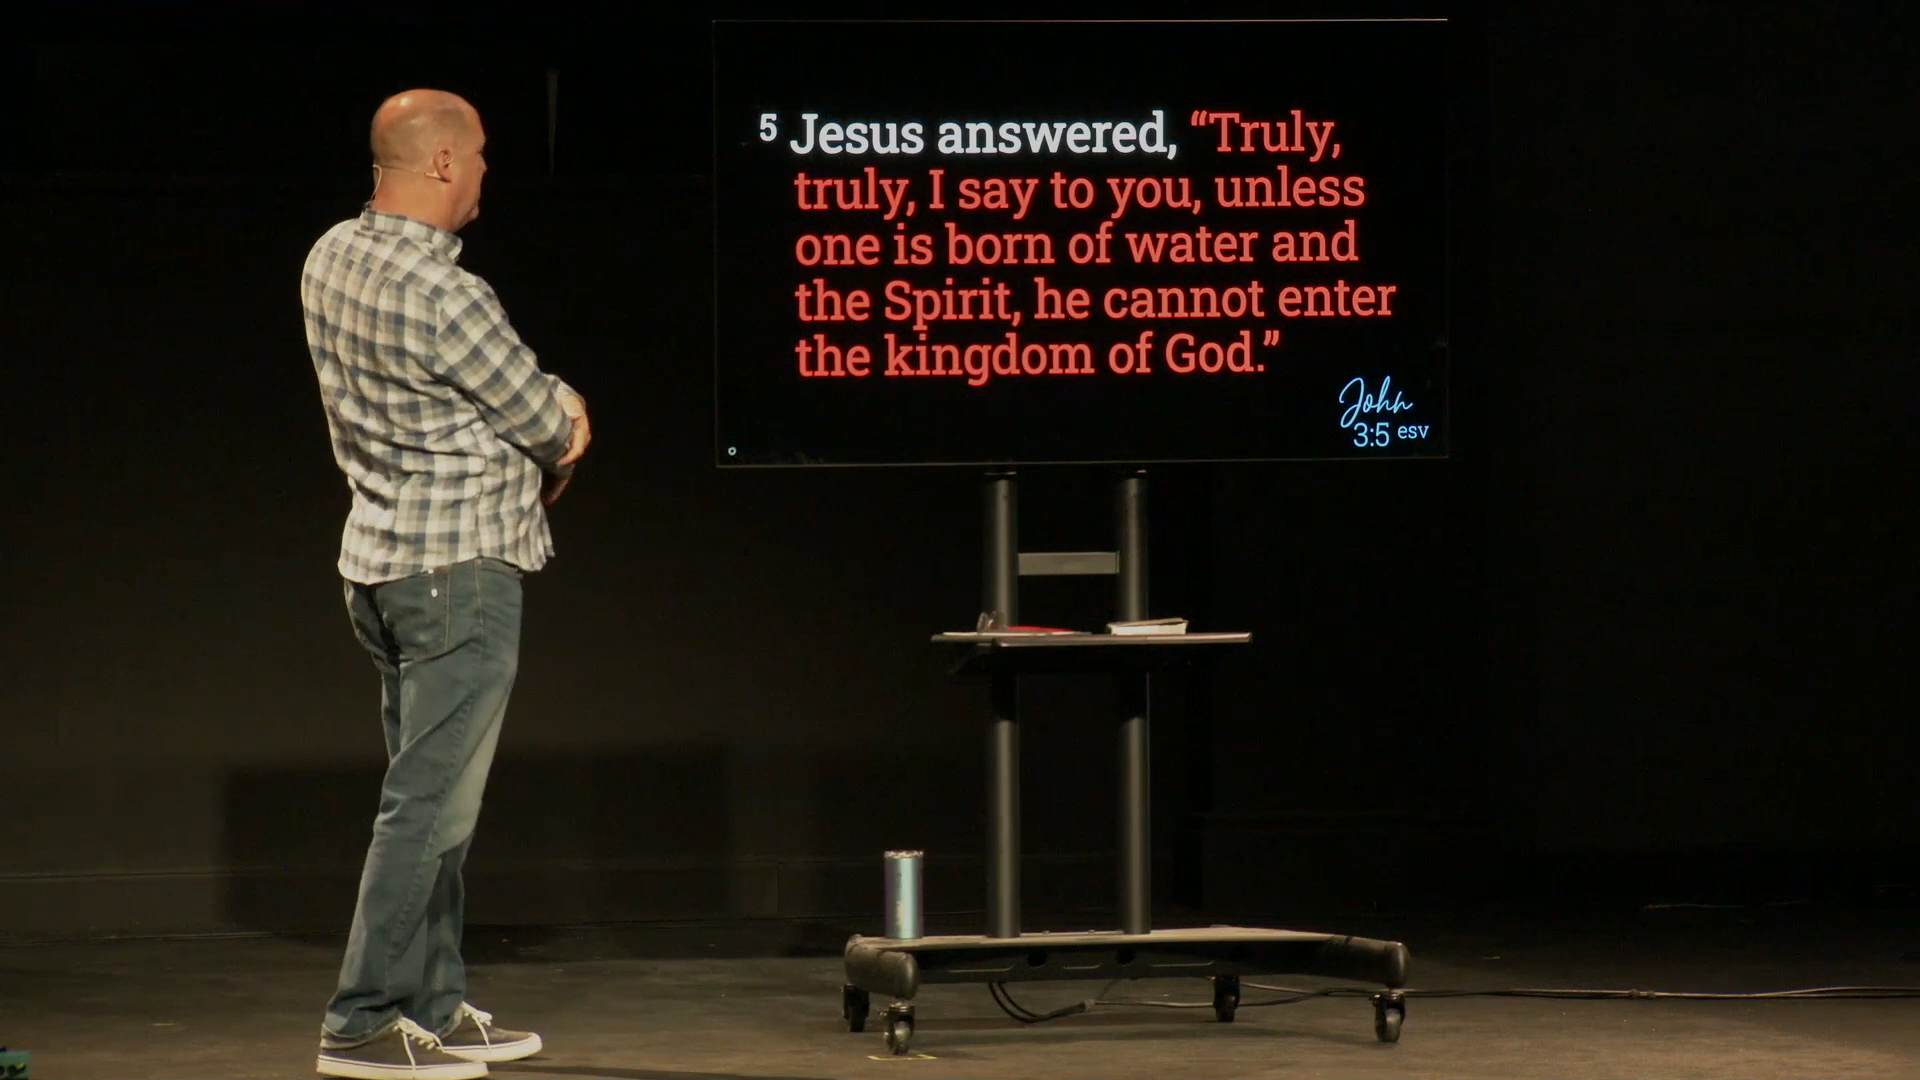 5 Jesus answered, “Truly,
truly, I say to you, unless
one is born of water and
the Spirit, he cannot enter
the kingdom of God.”
John
3:5 esv